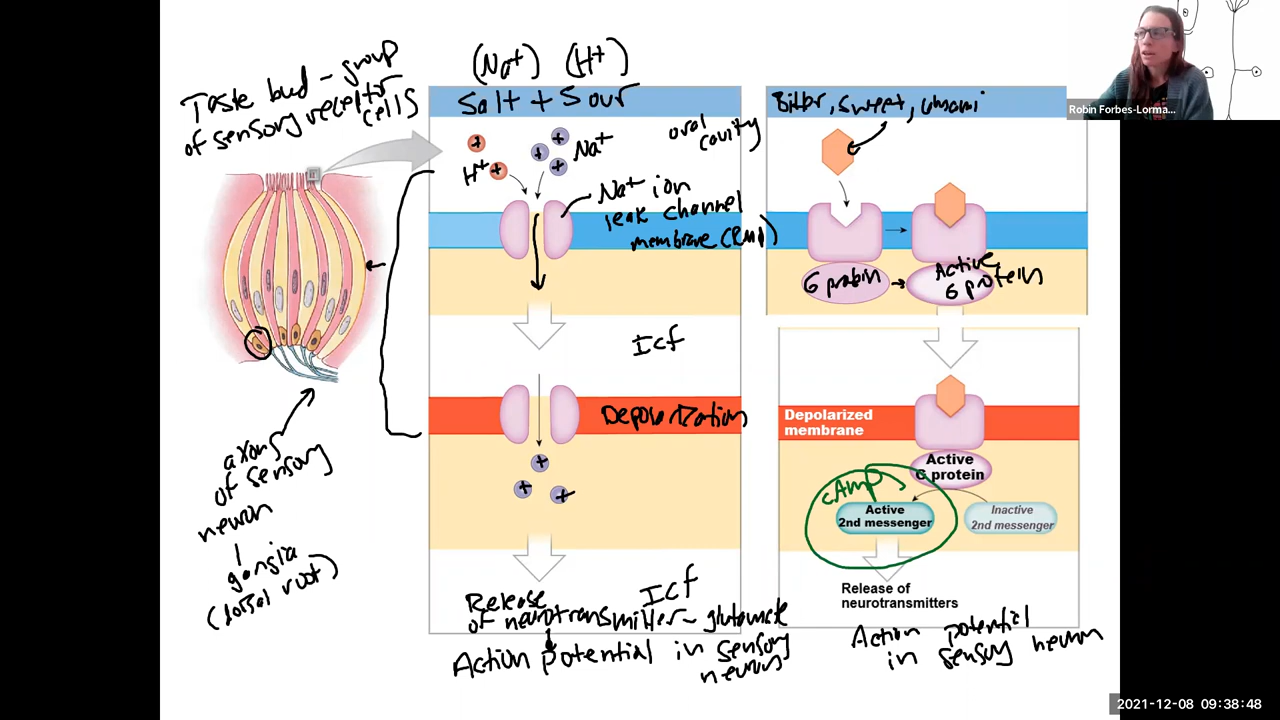 Taste bud - group
of sensory receptor
cells
(Na+) (H+)
Salt + Sour
H+
+
+
+
+
+
Na+
oral
cavity
Na+ ion
leak channel
membrane
Icf
Depolarization
+
+
+
Icf
Release
of neurotransmitter - glutamate
Action potential in sensory
neuron
axons
of sensory
neuron
ganglia
(dorsal root)
Bitter, sweet, umami
G protein
Active
G protein
Depolarized
membrane
Active
G protein
cAmp
Active
2nd messenger
Inactive
2nd messenger
Release of
neurotransmitters
Action potential
in sensory neuron
Robin Forbes-Lorma...
2021-12-08 09:38:48